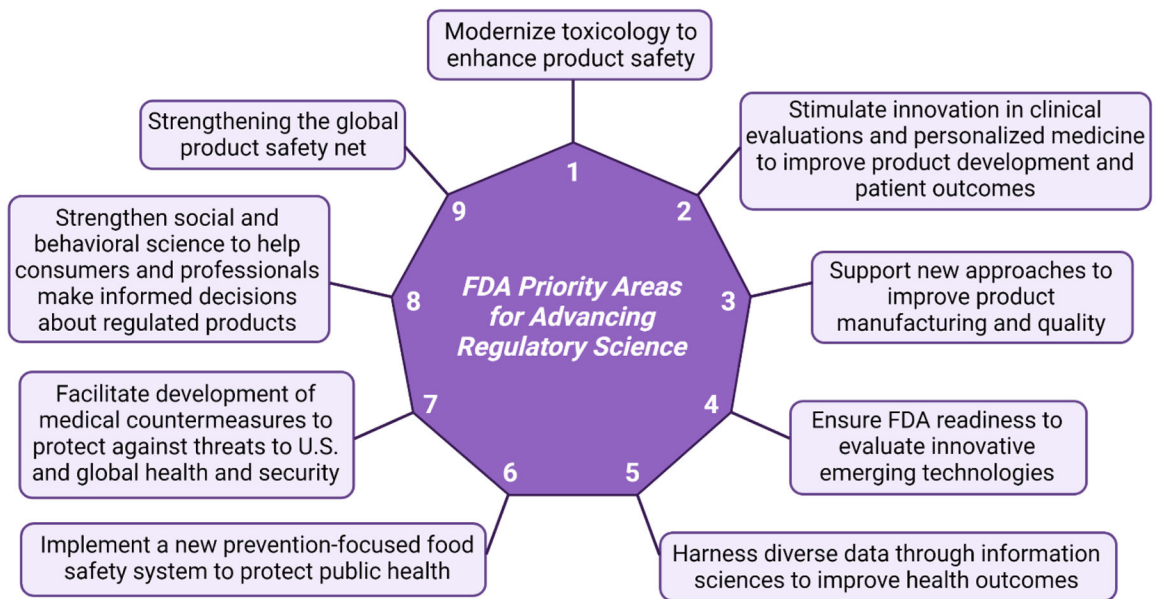 Modernize toxicology to
enhance product safety
1
Stimulate innovation in clinical
evaluations and personalized medicine
to improve product development and
patient outcomes
2
Support new approaches to
improve product
manufacturing and quality
3
Ensure FDA readiness to
evaluate innovative
emerging technologies
4
Harness diverse data through information
sciences to improve health outcomes
5
Implement a new prevention-focused food
safety system to protect public health
6
Facilitate development of
medical countermeasures to
protect against threats to U.S.
and global health and security
7
Strengthen social and
behavioral science to help
consumers and professionals
make informed decisions
about regulated products
8
Strengthening the global
product safety net
9
FDA Priority Areas
for Advancing
Regulatory Science